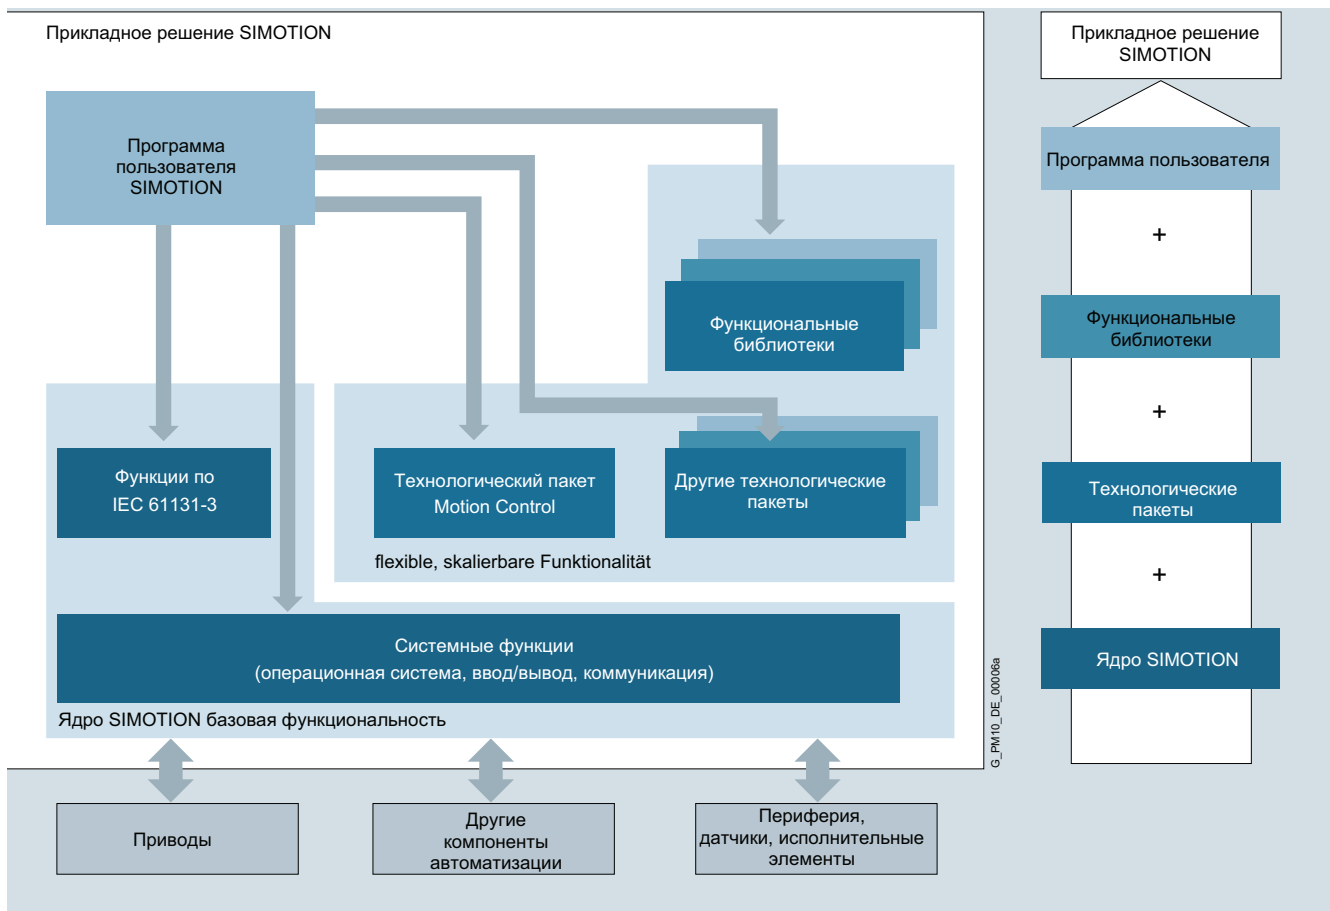 Прикладное решение SIMOTION
Программа
пользователя
SIMOTION
Функциональные
библиотеки
Функции по
IEC 61131-3
Технологический пакет
Motion Control
Другие технологические
пакеты
flexible, skalierbare Funktionalität
Системные функции
(операционная система, ввод/вывод, коммуникация)
Ядро SIMOTION базовая функциональность
Приводы
Другие
компоненты
автоматизации
Периферия,
датчики, исполнительные
элементы
G_PM10_DE_00006a
Прикладное решение
SIMOTION
Программа пользователя
+
Функциональные
библиотеки
+
Технологические
пакеты
+
Ядро SIMOTION